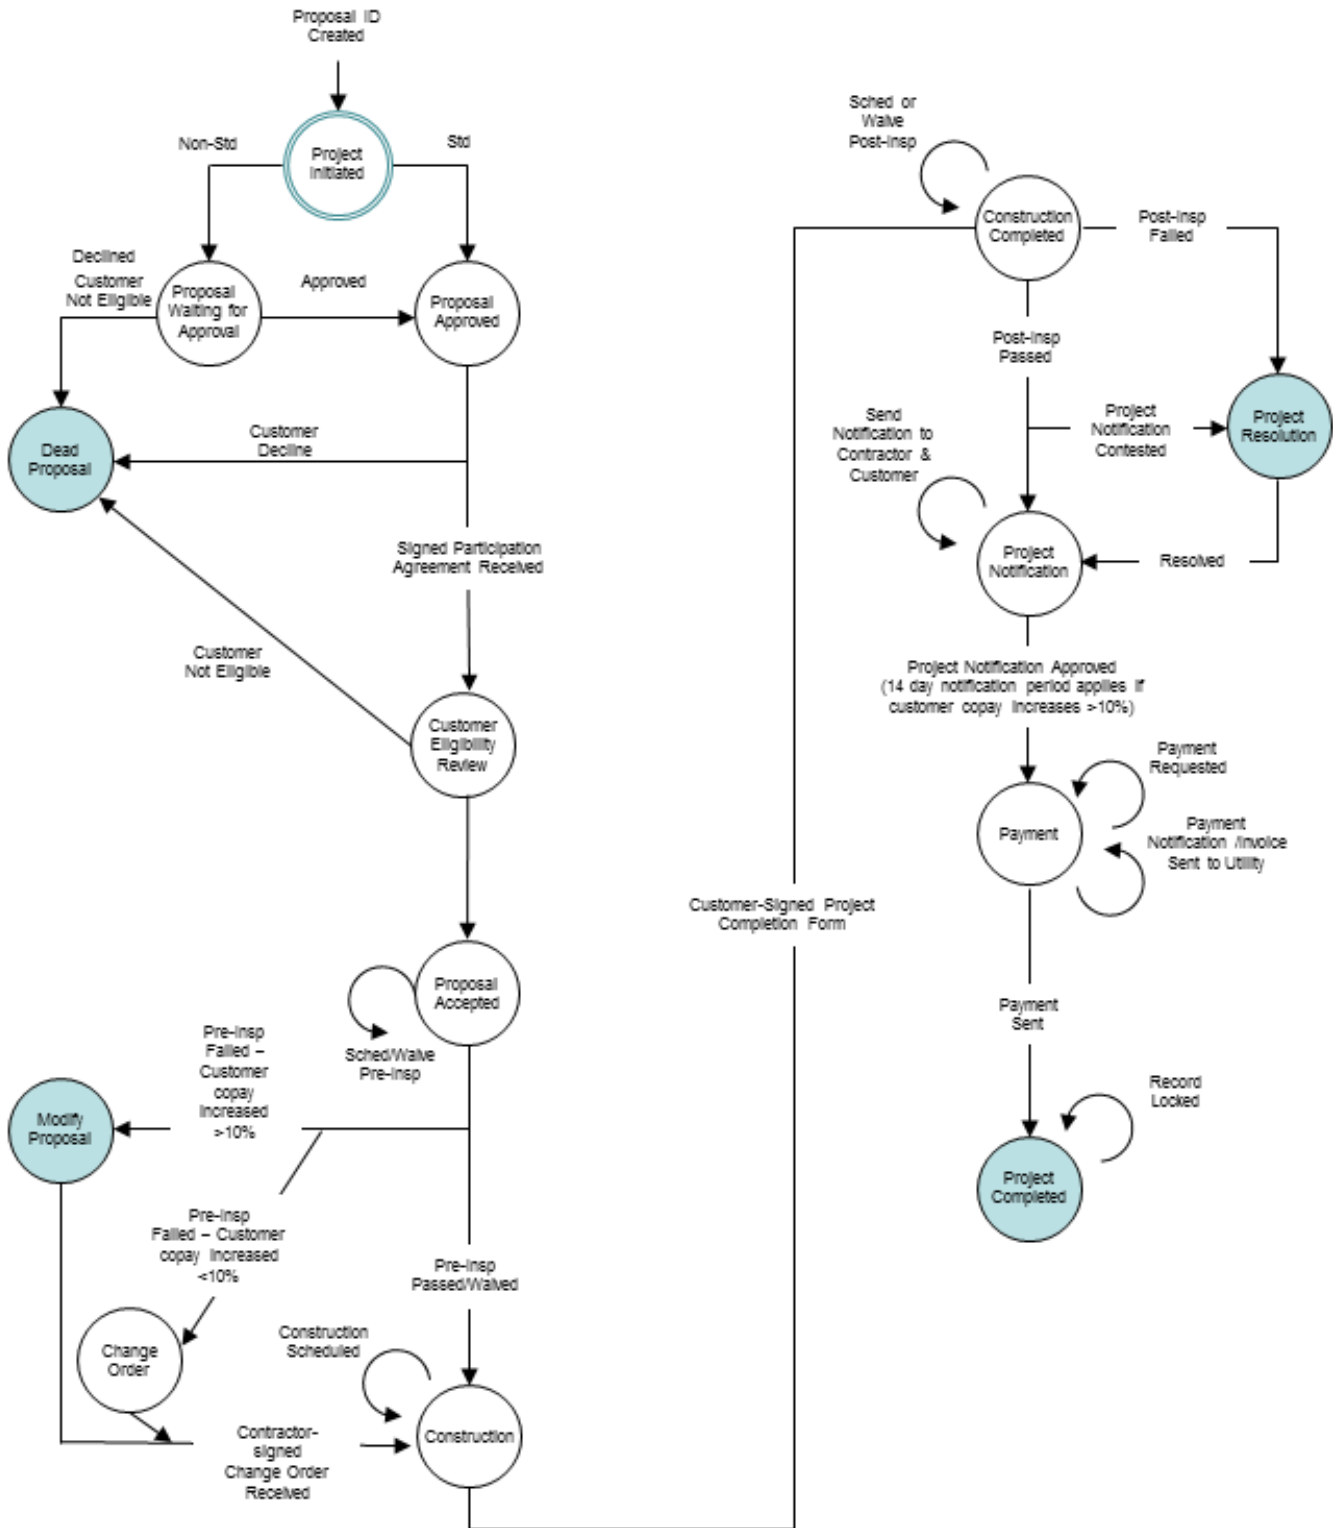 Proposal ID
Created
Non-Std
Std
Project
Initiated
Declined
Customer
Not Eligible
Proposal
Waiting for
Approval
Approved
Proposal
Approved
Dead
Proposal
Customer
Decline
Signed Participation
Agreement Received
Customer
Not Eligible
Customer
Eligibility
Review
Proposal
Accepted
Sched/Waive
Pre-Insp
Pre-Insp
Failed –
Customer
copay
Increased
>10%
Modify
Proposal
Pre-Insp
Failed – Customer
copay Increased
<10%
Pre-Insp
Passed/Waived
Change
Order
Construction
Scheduled
Construction
Contractor-
signed
Change Order
Received
Customer-Signed Project
Completion Form
Sched or
Waive
Post-Insp
Construction
Completed
Post-Insp
Failed
Post-Insp
Passed
Project
Resolution
Project
Notification
Contested
Send
Notification to
Contractor &
Customer
Project
Notification
Resolved
Project Notification Approved
(14 day notification period applies if
customer copay Increases >10%)
Payment
Requested
Payment
Payment
Notification /Invoice
Sent to Utility
Payment
Sent
Record
Locked
Project
Completed